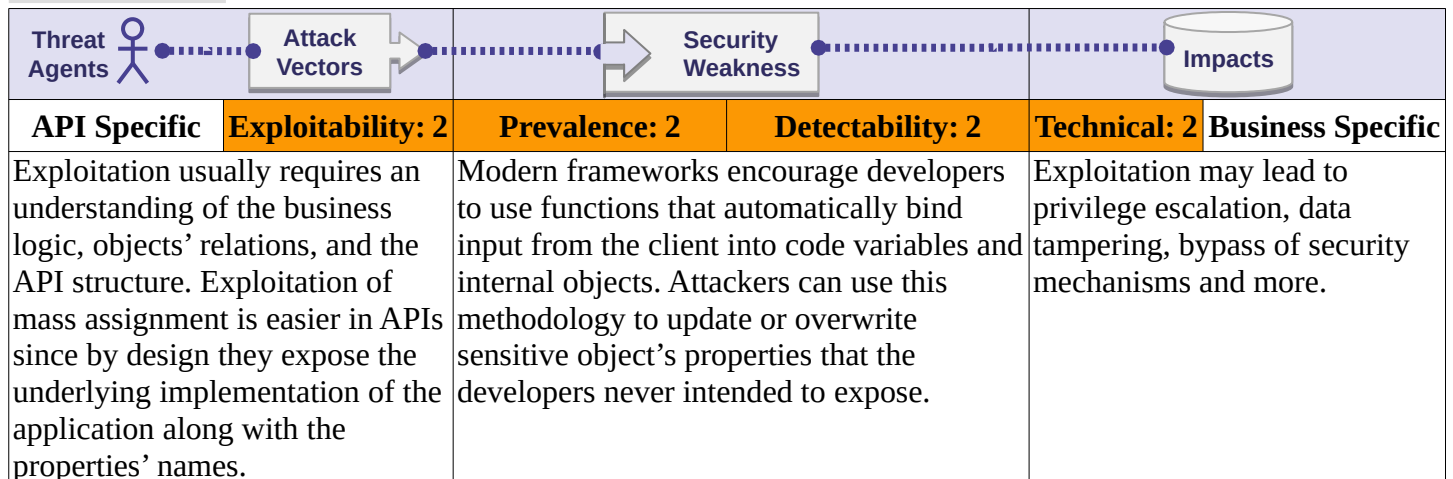 Threat
Agents
Attack
Vectors
Security
Weakness
Impacts
API Specific
Exploitability: 2
Prevalence: 2
Detectability: 2
Technical: 2
Business Specific
Exploitation usually requires an
understanding of the business
logic, objects’ relations, and the
API structure. Exploitation of
mass assignment is easier in APIs
since by design they expose the
underlying implementation of the
application along with the
properties’ names.
Modern frameworks encourage developers
to use functions that automatically bind
input from the client into code variables and
internal objects. Attackers can use this
methodology to update or overwrite
sensitive object’s properties that the
developers never intended to expose.
Exploitation may lead to
privilege escalation, data
tampering, bypass of security
mechanisms and more.